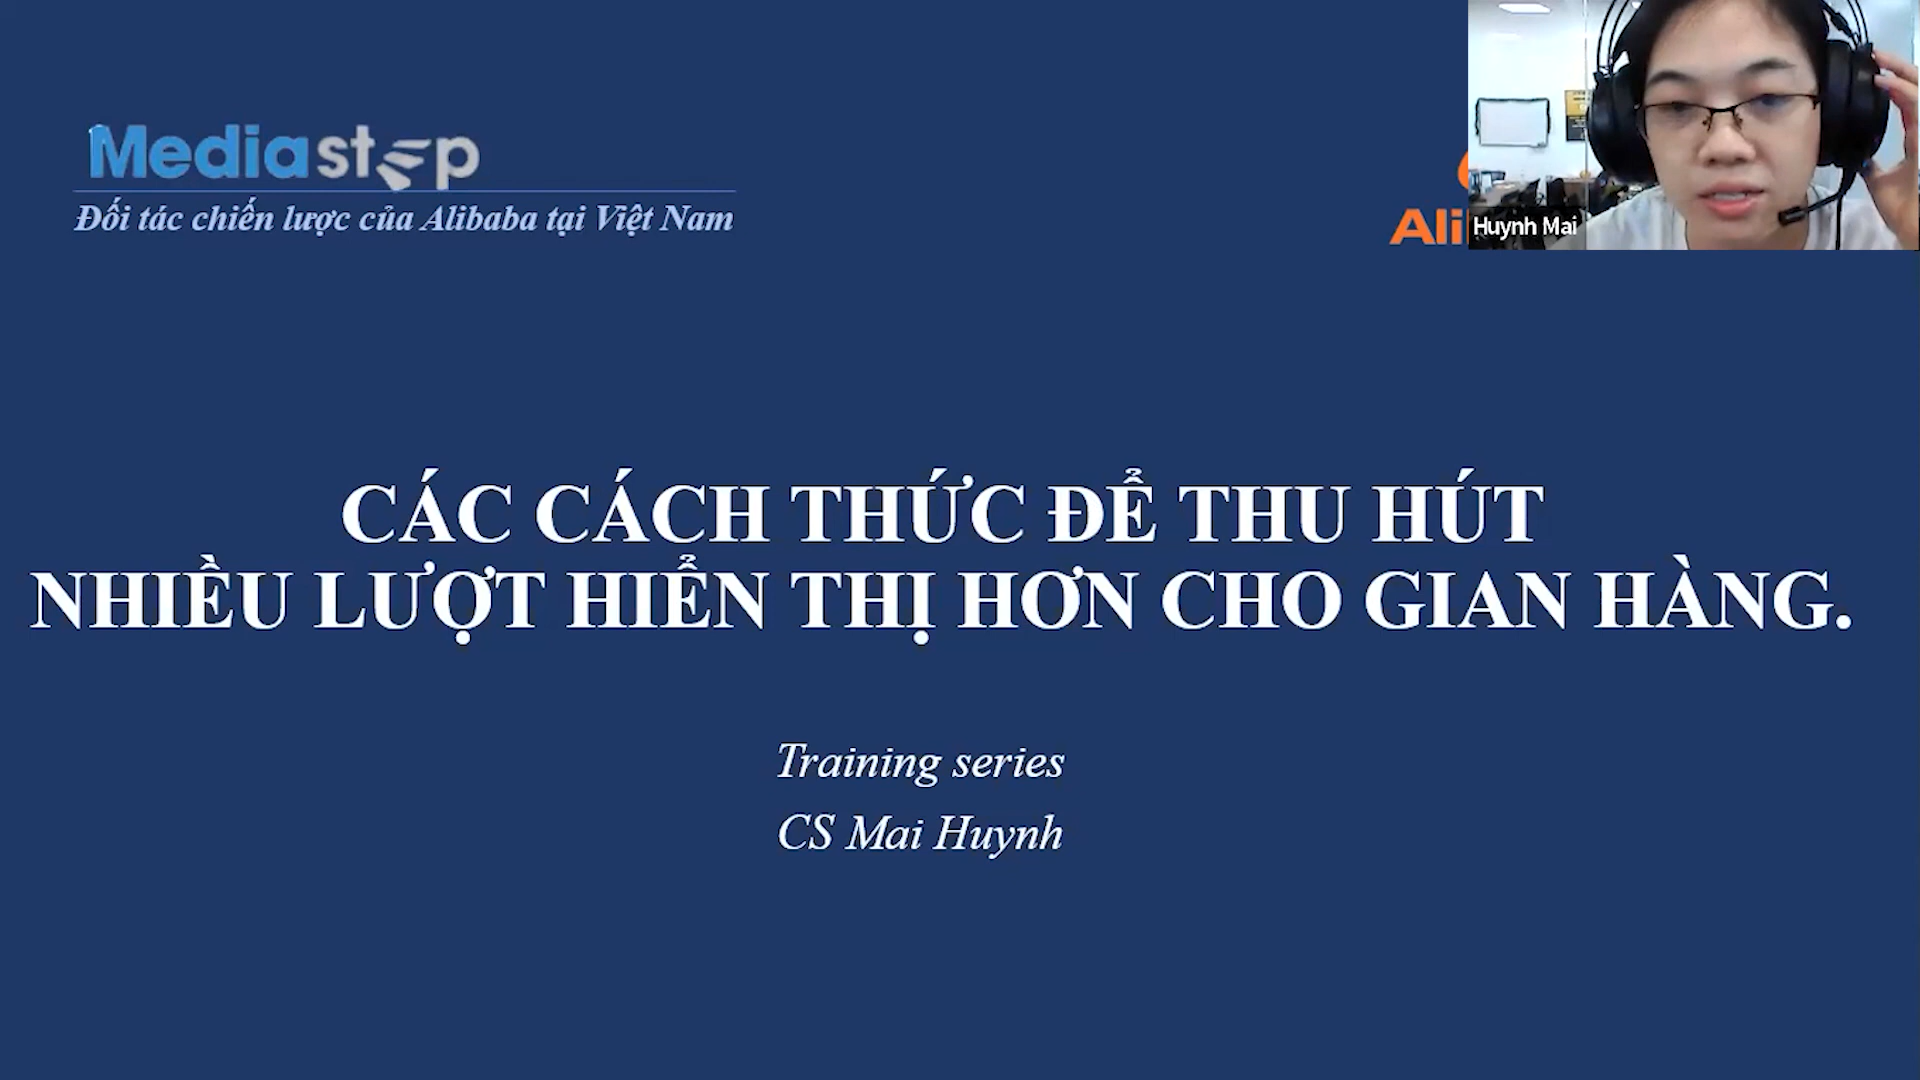 Mediastep
Đối tác chiến lược của Alibaba tại Việt Nam
Ali
Huynh Mai
CÁC CÁCH THỨC ĐỂ THU HÚT
NHIỀU LƯỢT HIỂN THỊ HƠN CHO GIAN HÀNG.
Training series
CS Mai Huynh